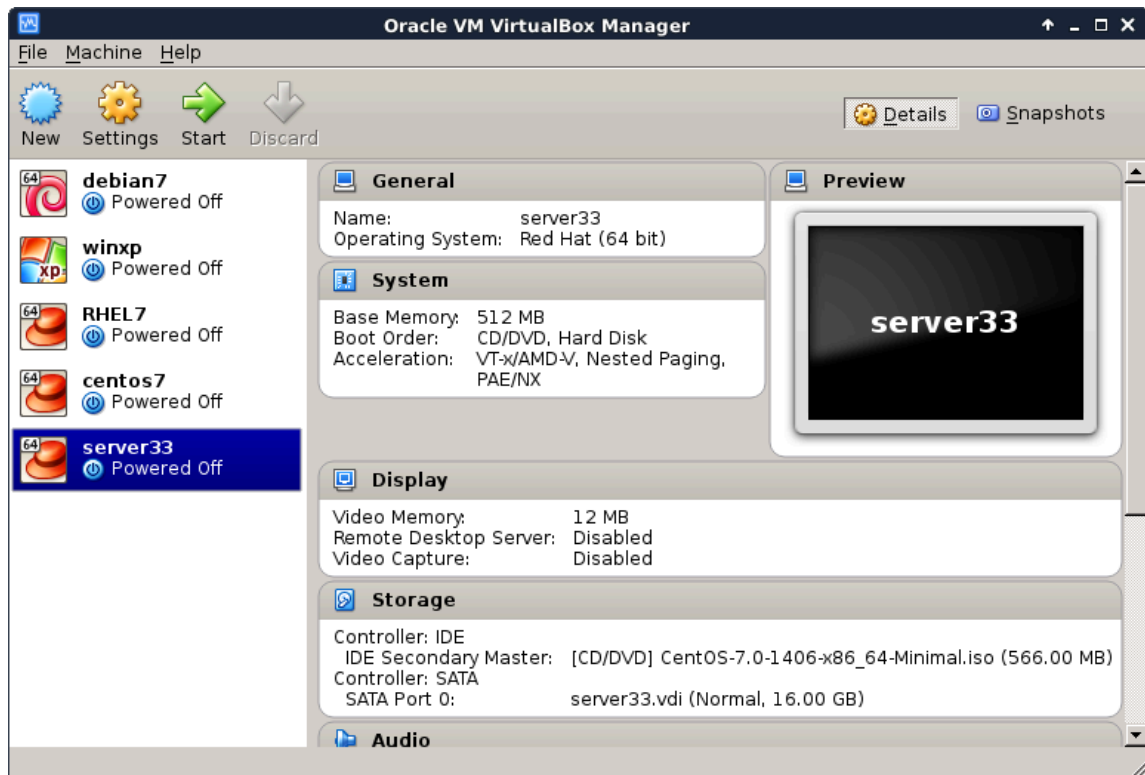 Oracle VM VirtualBox Manager
File Machine Help
New Settings Start Discard
Details Snapshots
64
debian7
Powered Off
xp
winxp
Powered Off
64
RHEL7
Powered Off
64
centos7
Powered Off
64
server33
Powered Off
General
Name: server33
Operating System: Red Hat (64 bit)
System
Base Memory: 512 MB
Boot Order: CD/DVD, Hard Disk
Acceleration: VT-x/AMD-V, Nested Paging,
PAE/NX
Preview
server33
Display
Video Memory: 12 MB
Remote Desktop Server: Disabled
Video Capture: Disabled
Storage
Controller: IDE
IDE Secondary Master: [CD/DVD] CentOS-7.0-1406-x86_64-Minimal.iso (566.00 MB)
Controller: SATA
SATA Port 0: server33.vdi (Normal, 16.00 GB)
Audio